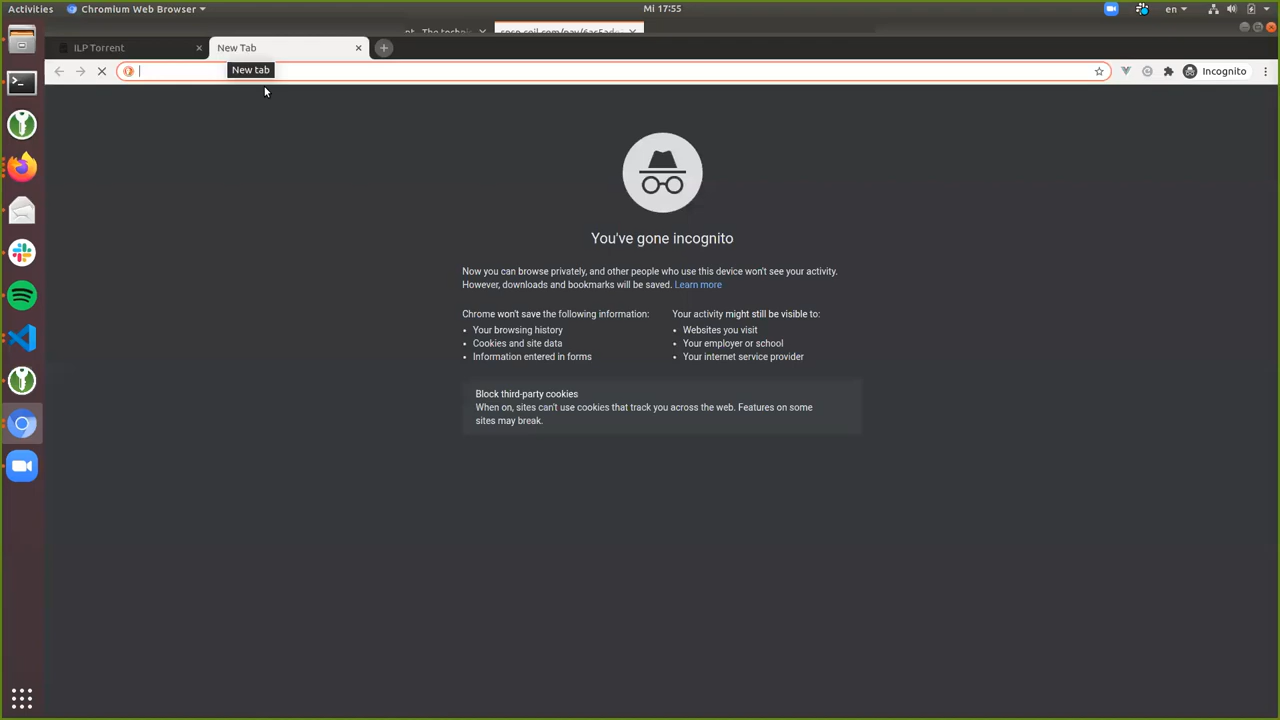 Activities
Chromium Web Browser
Mi 17:55
en
ILP Torrent
New Tab
New tab
Incognito
You've gone incognito
Now you can browse privately, and other people who use this device won't see your activity.
However, downloads and bookmarks will be saved. Learn more
Chrome won't save the following information:
Your browsing history
Cookies and site data
Information entered in forms
Your activity might still be visible to:
Websites you visit
Your employer or school
Your internet service provider
Block third-party cookies
When on, sites can't use cookies that track you across the web. Features on some
sites may break.